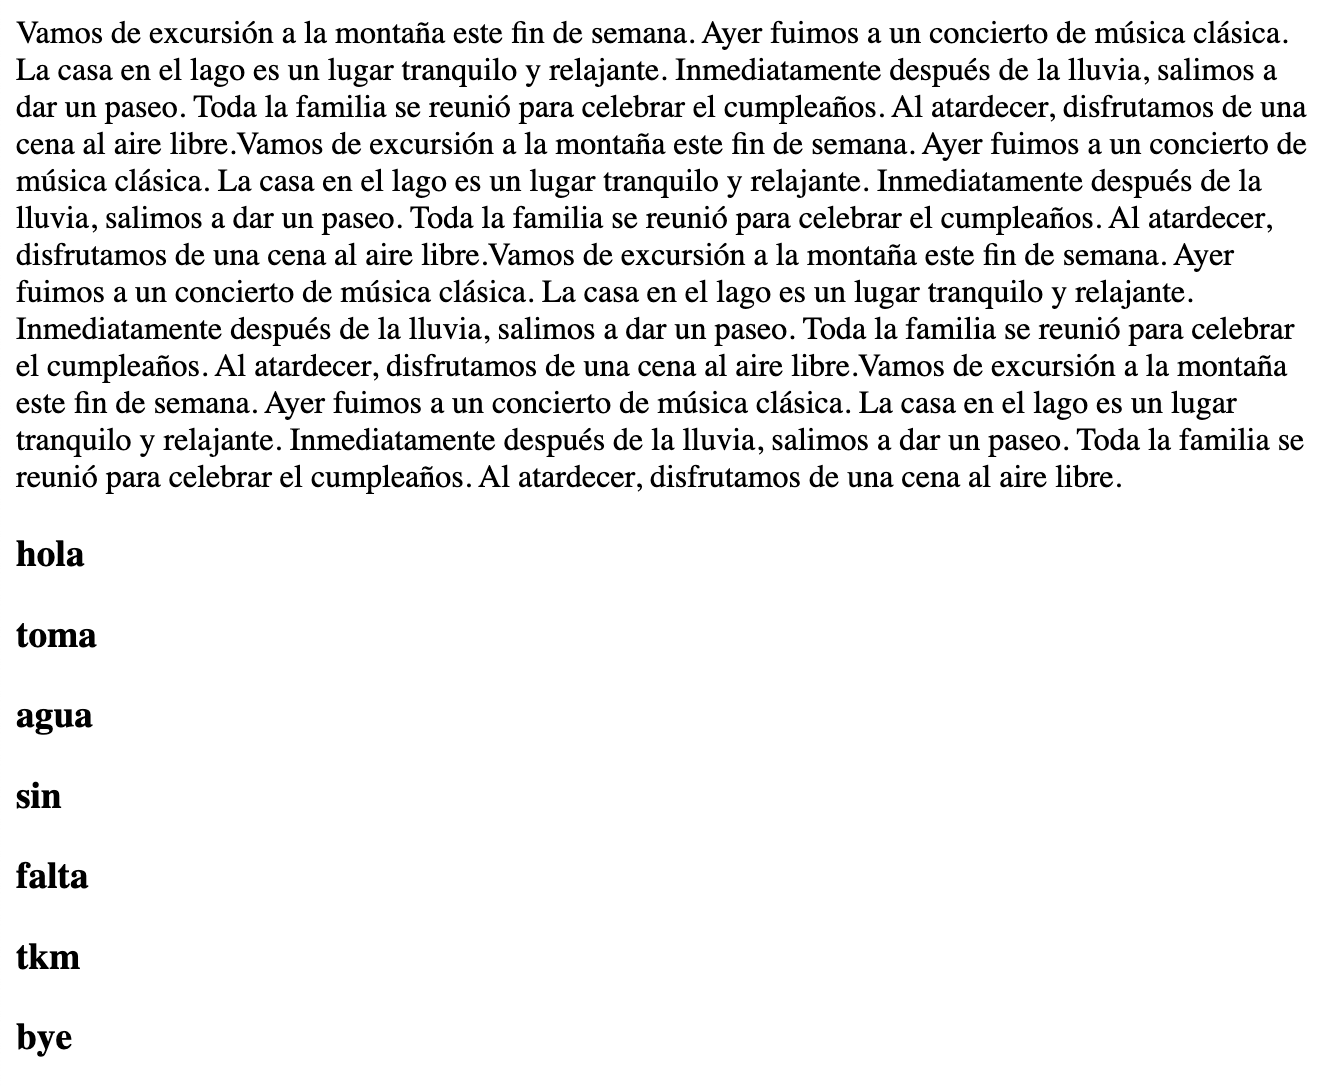 Vamos de excursión a la montaña este fin de semana. Ayer fuimos a un concierto de música clásica.
La casa en el lago es un lugar tranquilo y relajante. Inmediatamente después de la lluvia, salimos a
dar un paseo. Toda la familia se reunió para celebrar el cumpleaños. Al atardecer, disfrutamos de una
cena al aire libre.Vamos de excursión a la montaña este fin de semana. Ayer fuimos a un concierto de
música clásica. La casa en el lago es un lugar tranquilo y relajante. Inmediatamente después de la
lluvia, salimos a dar un paseo. Toda la familia se reunió para celebrar el cumpleaños. Al atardecer,
disfrutamos de una cena al aire libre.Vamos de excursión a la montaña este fin de semana. Ayer
fuimos a un concierto de música clásica. La casa en el lago es un lugar tranquilo y relajante.
Inmediatamente después de la lluvia, salimos a dar un paseo. Toda la familia se reunió para celebrar
el cumpleaños. Al atardecer, disfrutamos de una cena al aire libre.Vamos de excursión a la montaña
este fin de semana. Ayer fuimos a un concierto de música clásica. La casa en el lago es un lugar
tranquilo y relajante. Inmediatamente después de la lluvia, salimos a dar un paseo. Toda la familia se
reunió para celebrar el cumpleaños. Al atardecer, disfrutamos de una cena al aire libre.
hola
toma
agua
sin
falta
tkm
bye